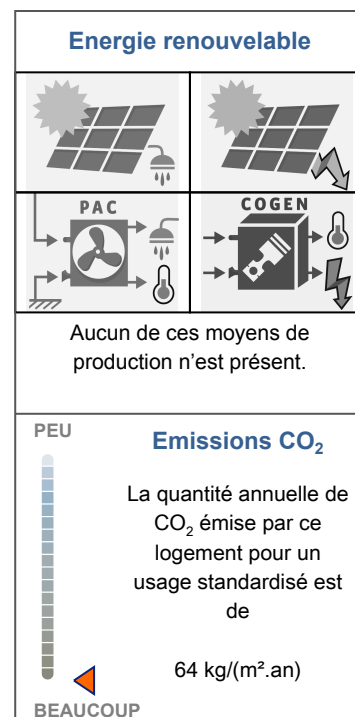 Energie renouvelable
PAC
COGEN
Aucun de ces moyens de
production n'est présent.
PEU
Emissions CO₂
La quantité annuelle de
CO₂ émise par ce
logement pour un
usage standardisé est
de
64 kg/(m².an)
BEAUCOUP